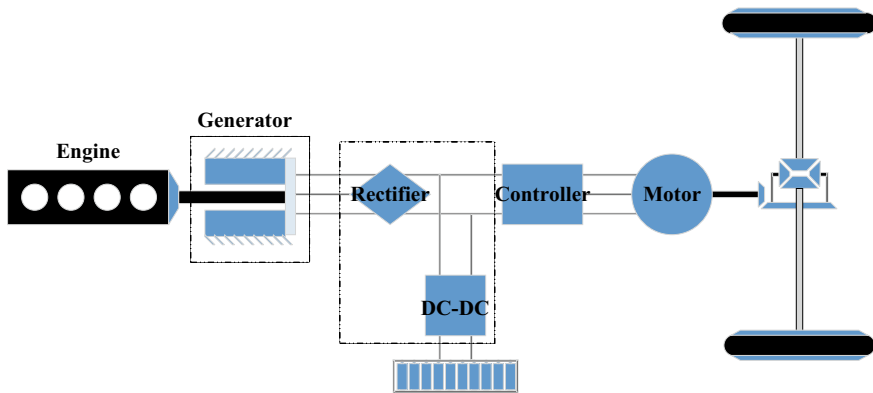 Generator
Engine
Rectifier
Controller
Motor
DC-DC